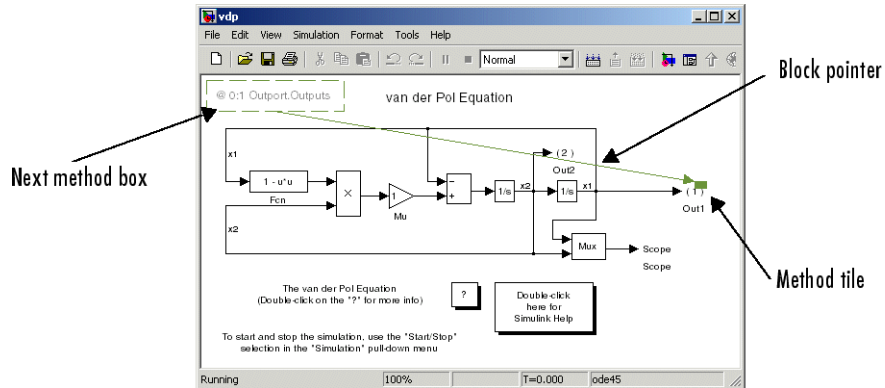 vdp
File Edit View Simulation Format Tools Help
Normal
@ 0:1 Outport.Outputs
van der Pol Equation
Block pointer
Next method box
x1
1 - u*u
Fcn
×
1
Mu
−
+
1/s
x2
1/s
x1
( 2 )
Out2
( 1 )
Out1
x2
Mux
Scope
Scope
Method tile
The van der Pol Equation
(Double-click on the "?" for more info)
?
Double-click
here for
Simulink Help
To start and stop the simulation, use the "Start/Stop"
selection in the "Simulation" pull-down menu
Running 100% T=0.000 ode45